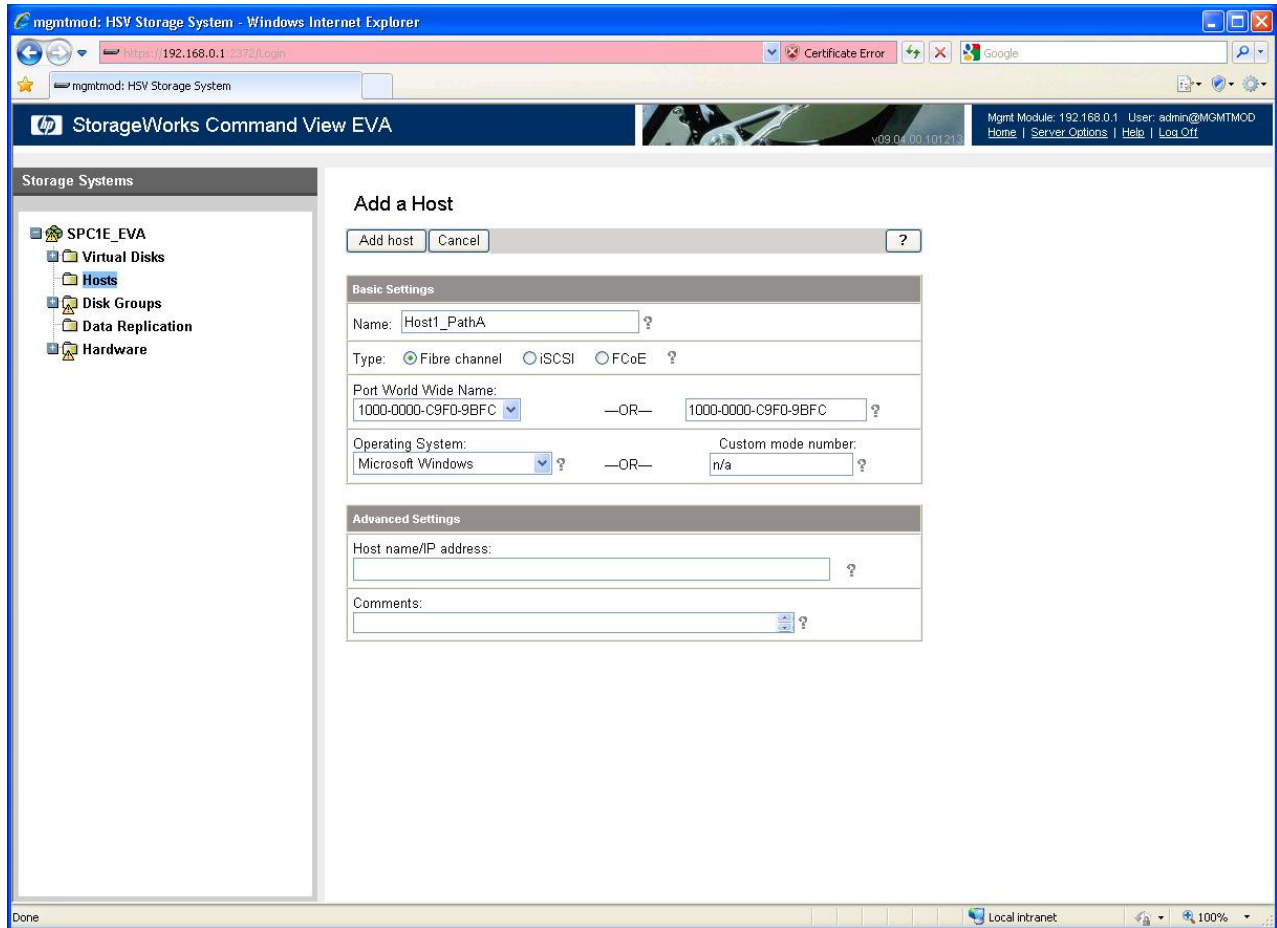 mgmtmod: HSV Storage System - Windows Internet Explorer
https://192.168.0.1:2372/Login
Certificate Error
Google
mgmtmod: HSV Storage System
hp StorageWorks Command View EVA
v09.04.00.101213
Mgmt Module: 192.168.0.1 User: admin@MGMTMOD
Home | Server Options | Help | Log Off
Storage Systems
SPC1E_EVA
Virtual Disks
Hosts
Disk Groups
Data Replication
Hardware
Add a Host
Add host Cancel ?
Basic Settings
Name: Host1_PathA ?
Type: Fibre channel iSCSI FCoE ?
Port World Wide Name:
1000-0000-C9F0-9BFC —OR— 1000-0000-C9F0-9BFC ?
Operating System: Custom mode number:
Microsoft Windows ? —OR— n/a ?
Advanced Settings
Host name/IP address:
?
Comments:
?
Done
Local intranet
100%